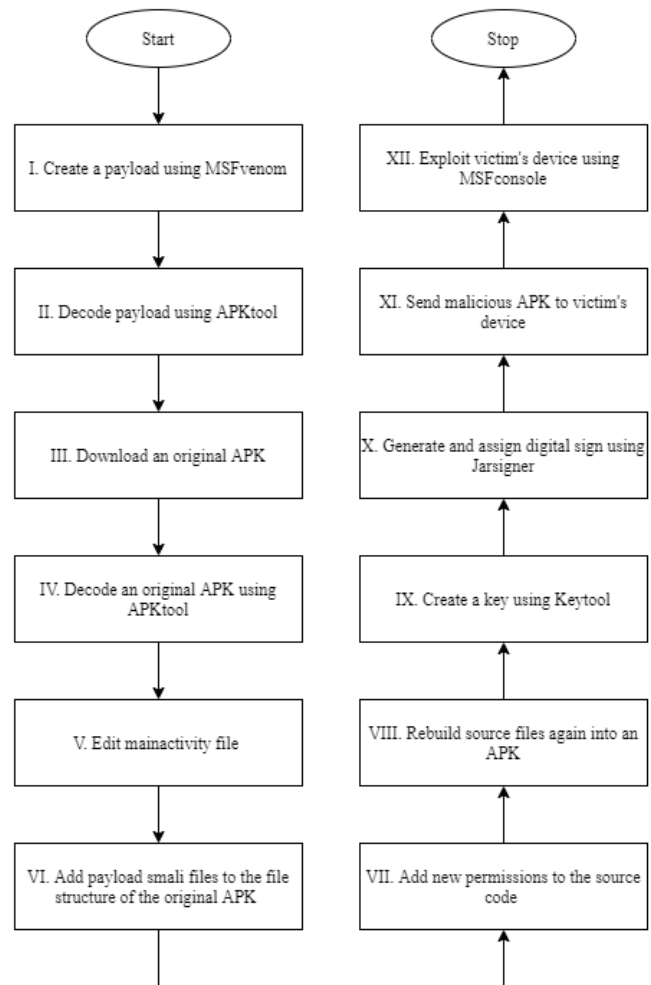 Start
I. Create a payload using MSFvenom
II. Decode payload using APKtool
III. Download an original APK
IV. Decode an original APK using
APKtool
V. Edit mainactivity file
VI. Add payload smali files to the file
structure of the original APK
VII. Add new permissions to the source
code
VIII. Rebuild source files again into an
APK
IX. Create a key using Keytool
X. Generate and assign digital sign using
Jarsigner
XI. Send malicious APK to victim's
device
XII. Exploit victim's device using
MSFconsole
Stop